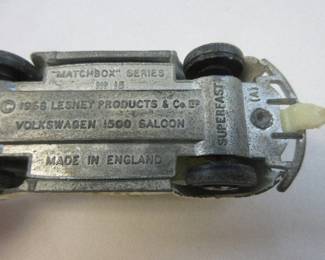 "MATCHBOX" SERIES
No 15
© 1968 LESNEY PRODUCTS & Co LTD
VOLKSWAGEN 1500 SALOON
MADE IN ENGLAND
SUPERFAST
(A)